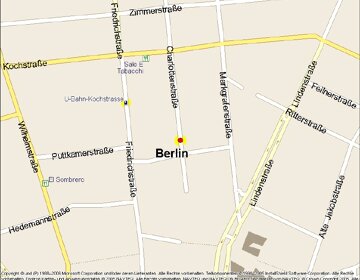 Zimmerstraße
Friedrichstraße
Kochstraße
Sale E
Tabacchi
Charlottenstraße
Lindenstraße
Feilnerstraße
U-Bahn-Kochstrasse
Markgrafenstraße
Ritterstraße
Wilhelmstraße
Puttkamerstraße
Berlin
Friedrichstraße
El Sombrero
Lindenstraße
Hedemannstraße
Alte Jakobstraße